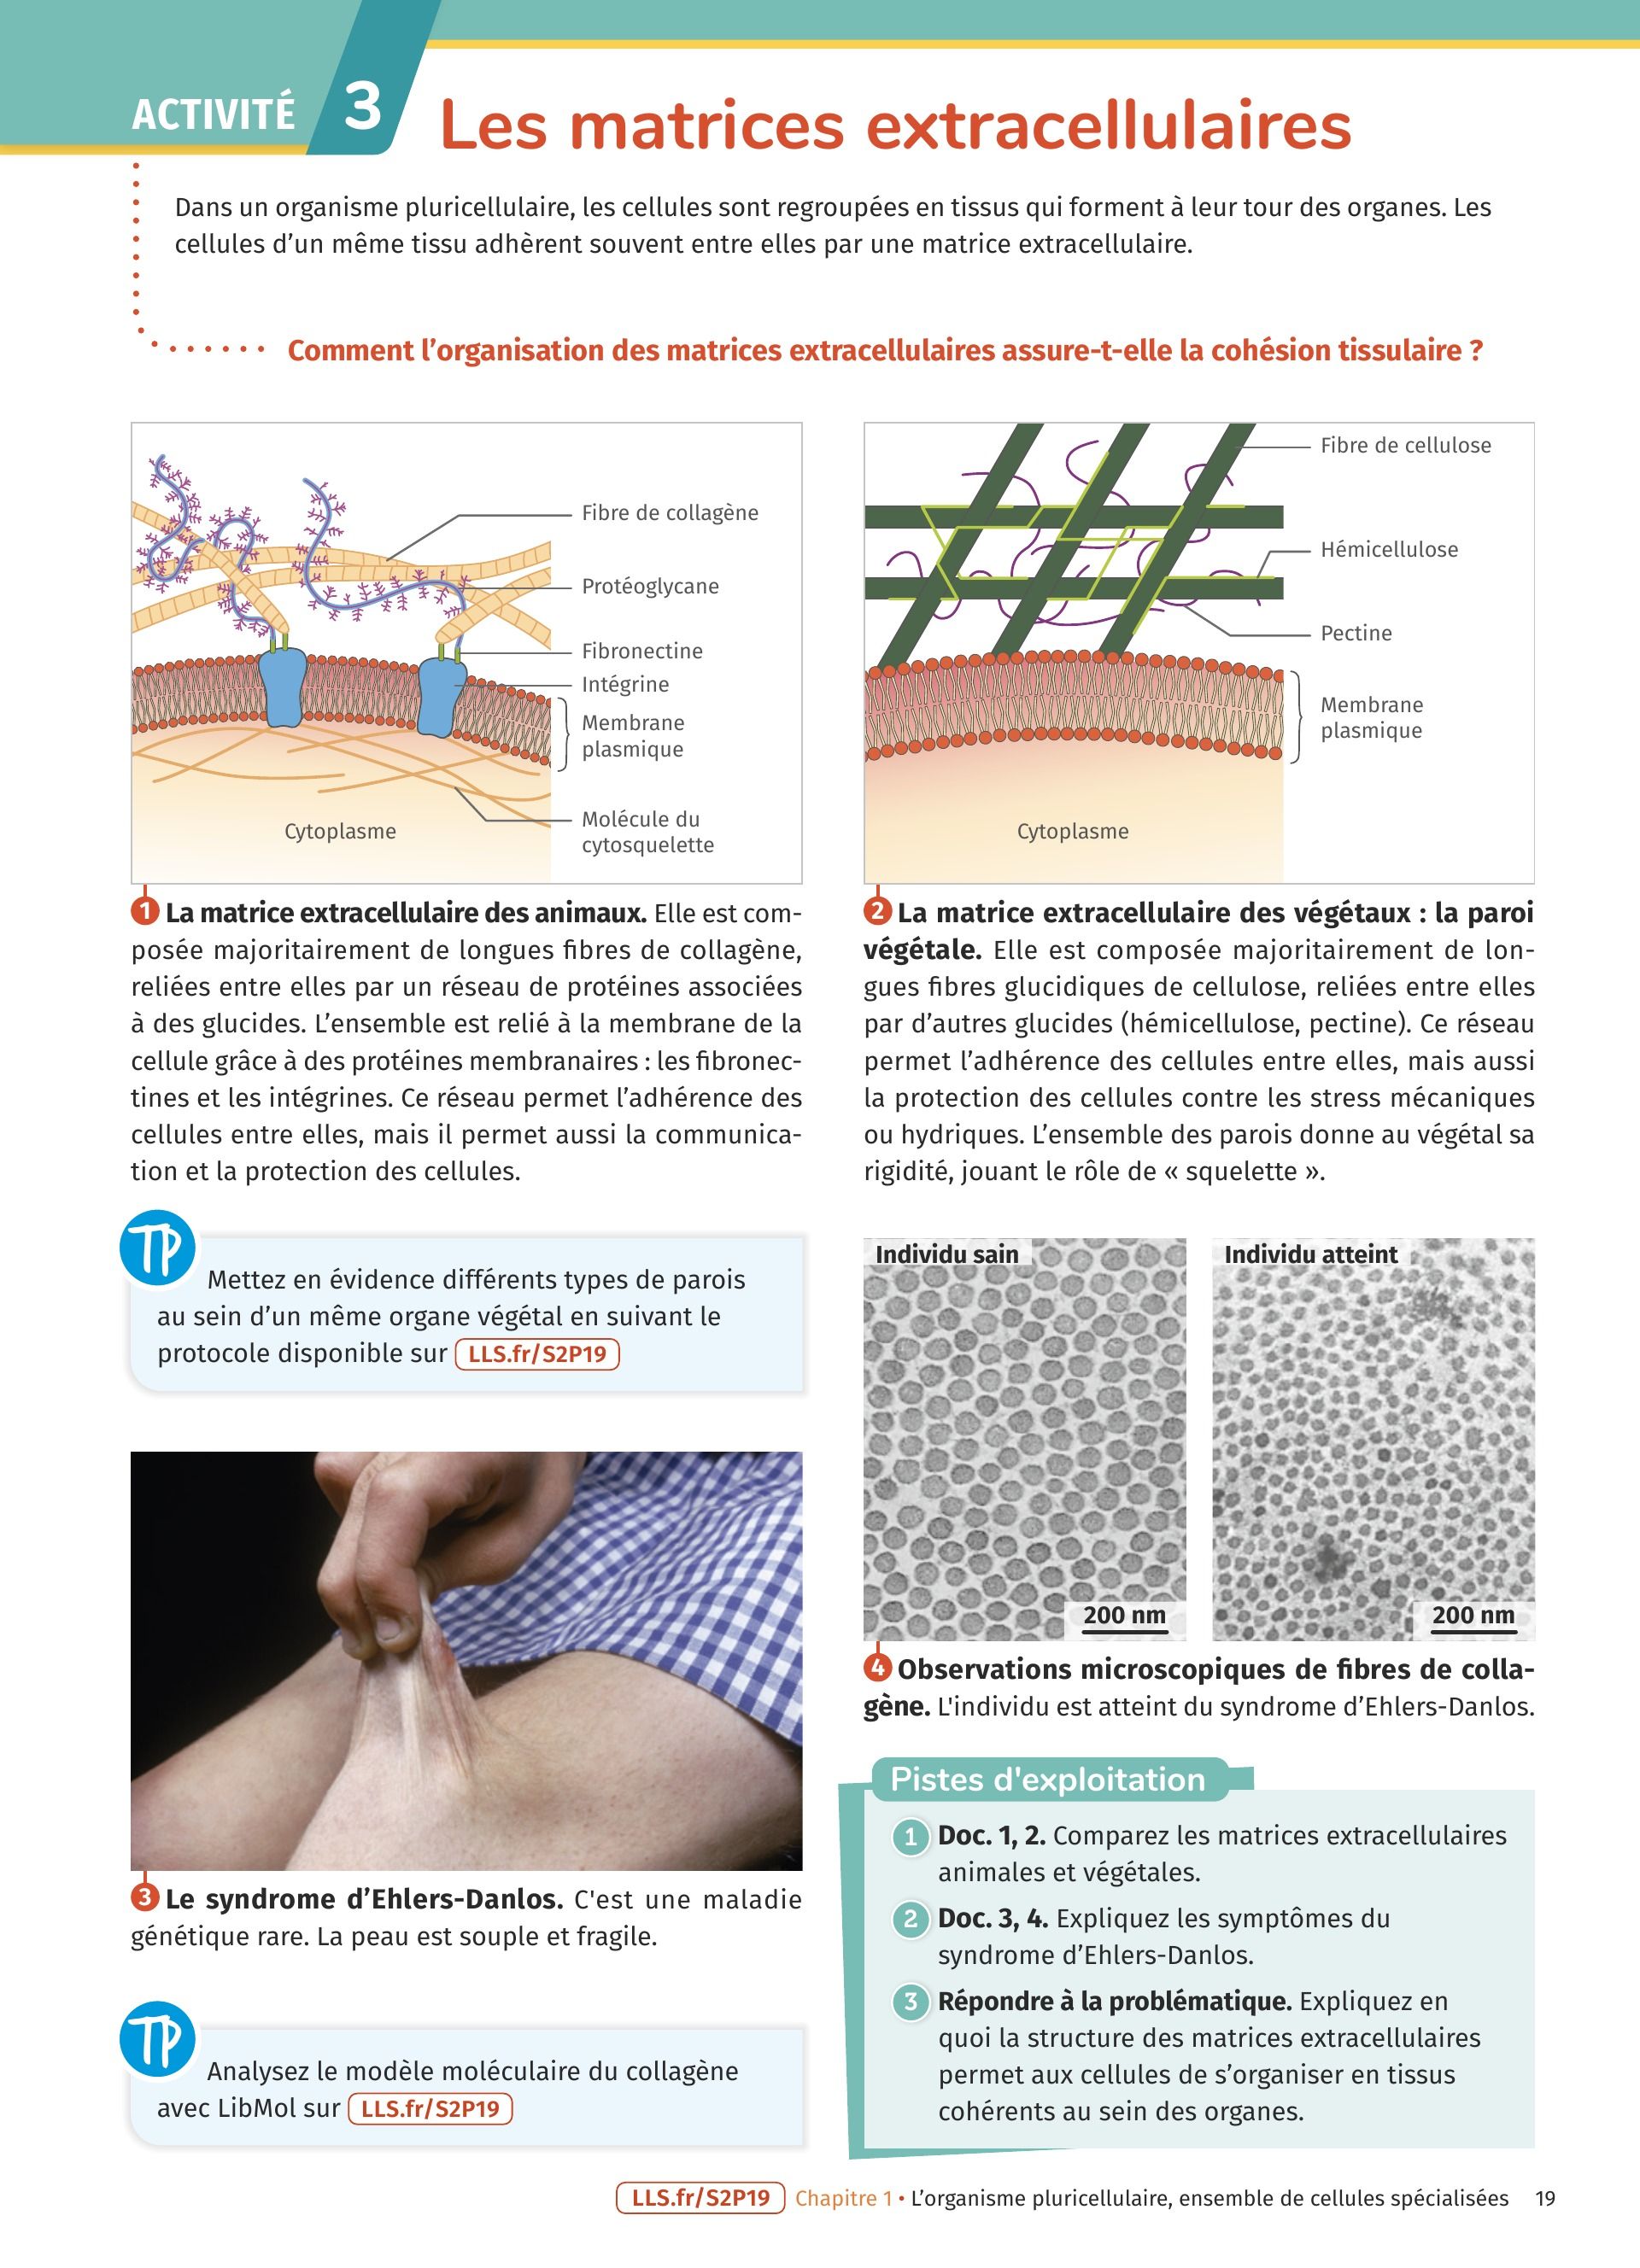 ACTIVITÉ 3
Les matrices extracellulaires
Dans un organisme pluricellulaire, les cellules sont regroupées en tissus qui forment à leur tour des organes. Les
cellules d’un même tissu adhèrent souvent entre elles par une matrice extracellulaire.
Comment l’organisation des matrices extracellulaires assure-t-elle la cohésion tissulaire ?
Fibre de collagène
Protéoglycane
Fibronectine
Intégrine
Membrane
plasmique
Molécule du
cytosquelette
Cytoplasme
1 La matrice extracellulaire des animaux. Elle est com-
posée majoritairement de longues fibres de collagène,
reliées entre elles par un réseau de protéines associées
à des glucides. L’ensemble est relié à la membrane de la
cellule grâce à des protéines membranaires : les fibronec-
tines et les intégrines. Ce réseau permet l’adhérence des
cellules entre elles, mais il permet aussi la communica-
tion et la protection des cellules.
Fibre de cellulose
Hémicellulose
Pectine
Membrane
plasmique
Cytoplasme
2 La matrice extracellulaire des végétaux : la paroi
végétale. Elle est composée majoritairement de lon-
gues fibres glucidiques de cellulose, reliées entre elles
par d’autres glucides (hémicellulose, pectine). Ce réseau
permet l’adhérence des cellules entre elles, mais aussi
la protection des cellules contre les stress mécaniques
ou hydriques. L’ensemble des parois donne au végétal sa
rigidité, jouant le rôle de « squelette ».
TP
Mettez en évidence différents types de parois
au sein d’un même organe végétal en suivant le
protocole disponible sur LLS.fr/S2P19
3 Le syndrome d’Ehlers-Danlos. C'est une maladie
génétique rare. La peau est souple et fragile.
TP
Analysez le modèle moléculaire du collagène
avec LibMol sur LLS.fr/S2P19
Individu sain
200 nm
Individu atteint
200 nm
4 Observations microscopiques de fibres de colla-
gène. L'individu est atteint du syndrome d’Ehlers-Danlos.
Pistes d'exploitation
1 Doc. 1, 2. Comparez les matrices extracellulaires
animales et végétales.
2 Doc. 3, 4. Expliquez les symptômes du
syndrome d’Ehlers-Danlos.
3 Répondre à la problématique. Expliquez en
quoi la structure des matrices extracellulaires
permet aux cellules de s’organiser en tissus
cohérents au sein des organes.
LLS.fr/S2P19 Chapitre 1 • L’organisme pluricellulaire, ensemble de cellules spécialisées 19